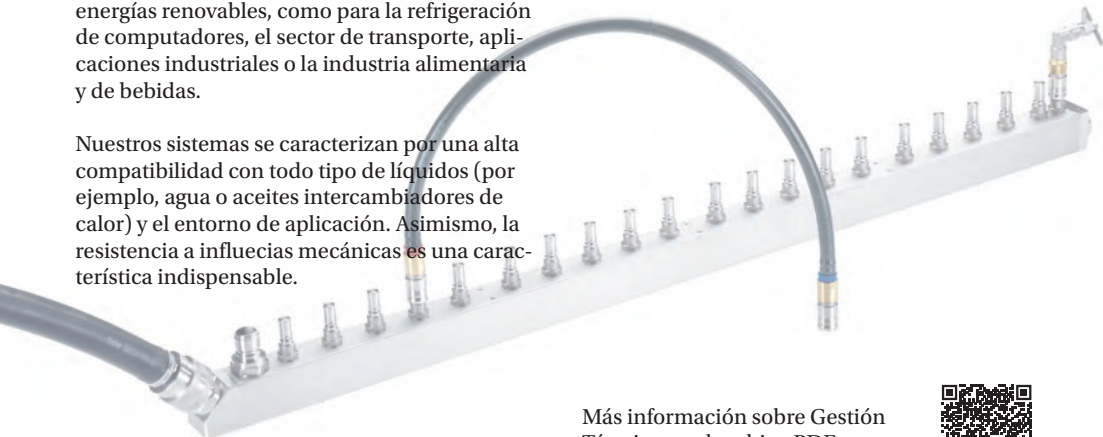 energías renovables, como para la refrigeración
de computadores, el sector de transporte, apli-
caciones industriales o la industria alimentaria
y de bebidas.
Nuestros sistemas se caracterizan por una alta
compatibilidad con todo tipo de líquidos (por
ejemplo, agua o aceites intercambiadores de
calor) y el entorno de aplicación. Asimismo, la
resistencia a influecias mecánicas es una carac-
terística indispensable.
Más información sobre Gestión